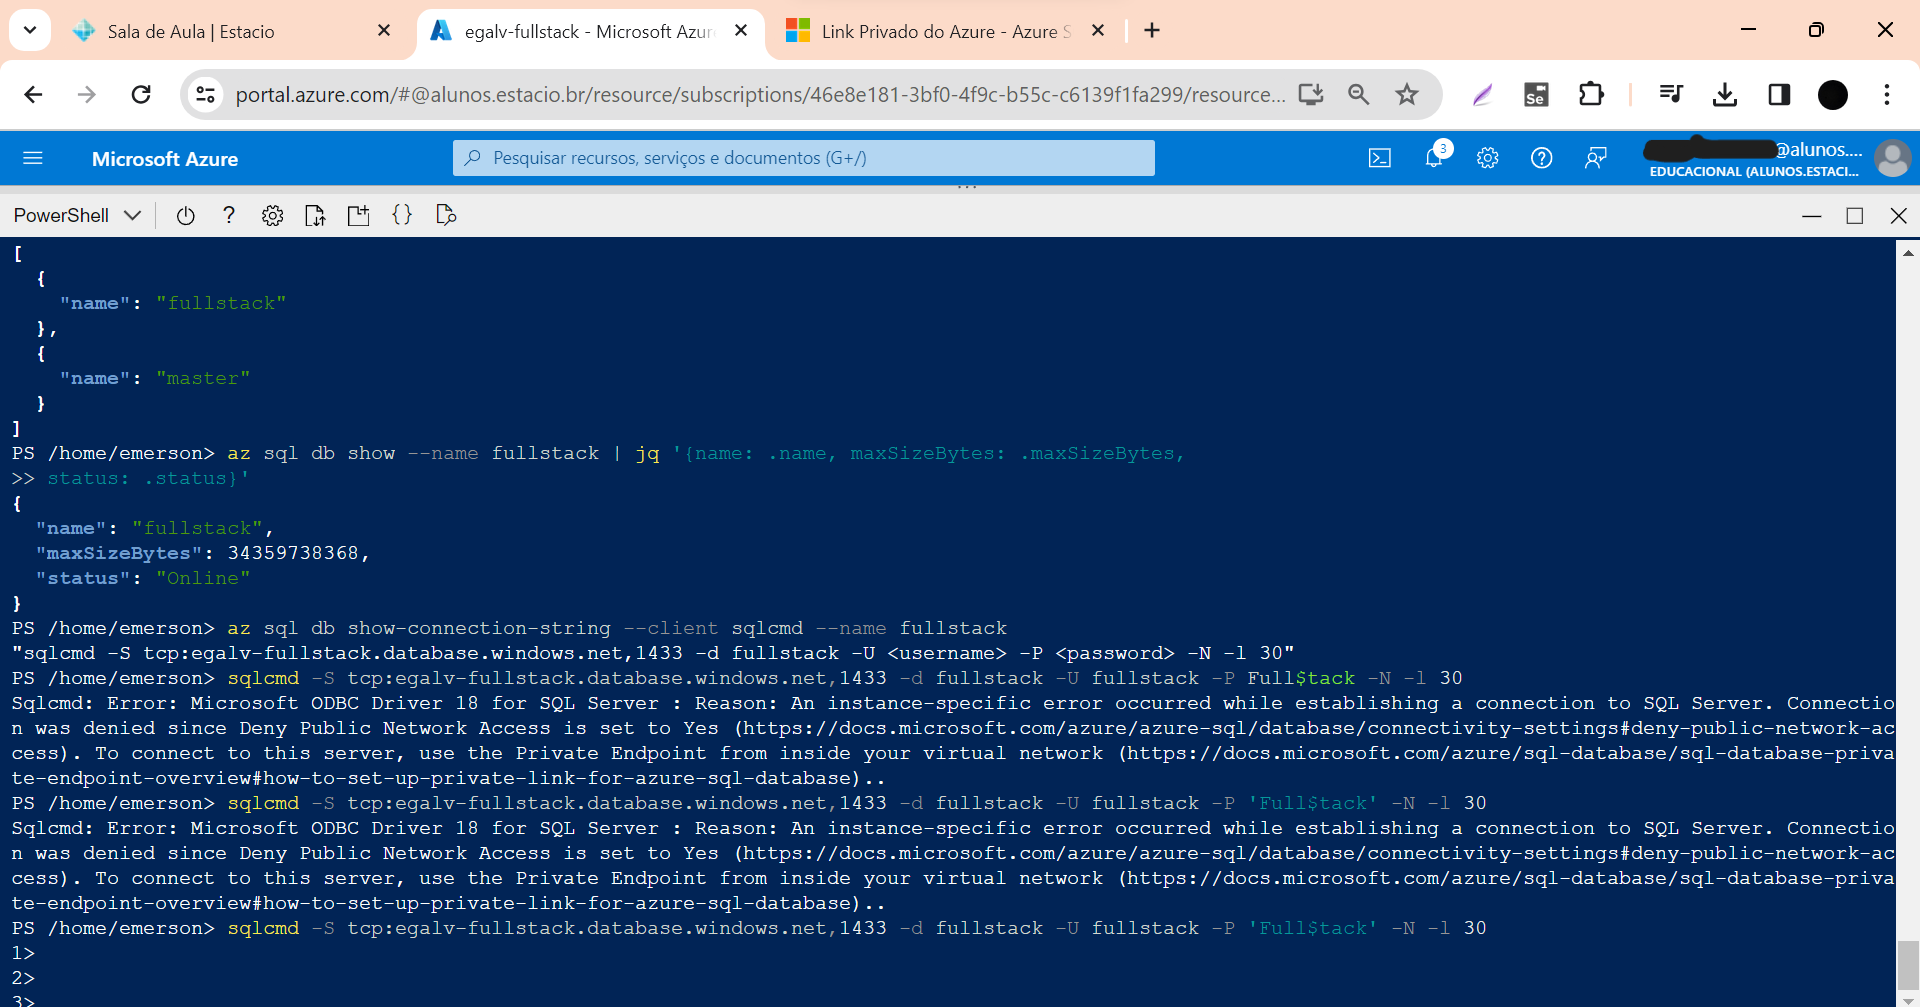 Sala de Aula | Estacio
egalv-fullstack - Microsoft Azur
Link Privado do Azure - Azure S
portal.azure.com/#@alunos.estacio.br/resource/subscriptions/46e8e181-3bf0-4f9c-b55c-c6139f1fa299/resource...
Se
Microsoft Azure
Pesquisar recursos, serviços e documentos (G+/)
3
@alunos....
EDUCACIONAL (ALUNOS.ESTACI...
PowerShell
[
{
"name": "fullstack"
},
{
"name": "master"
}
]
PS /home/emerson> az sql db show --name fullstack | jq '{name: .name, maxSizeBytes: .maxSizeBytes,
>> status: .status}'
{
"name": "fullstack",
"maxSizeBytes": 34359738368,
"status": "Online"
}
PS /home/emerson> az sql db show-connection-string --client sqlcmd --name fullstack
"sqlcmd -S tcp:egalv-fullstack.database.windows.net,1433 -d fullstack -U <username> -P <password> -N -l 30"
PS /home/emerson> sqlcmd -S tcp:egalv-fullstack.database.windows.net,1433 -d fullstack -U fullstack -P Full$tack -N -l 30
Sqlcmd: Error: Microsoft ODBC Driver 18 for SQL Server : Reason: An instance-specific error occurred while establishing a connection to SQL Server. Connectio
n was denied since Deny Public Network Access is set to Yes (https://docs.microsoft.com/azure/azure-sql/database/connectivity-settings#deny-public-network-ac
cess). To connect to this server, use the Private Endpoint from inside your virtual network (https://docs.microsoft.com/azure/sql-database/sql-database-priva
te-endpoint-overview#how-to-set-up-private-link-for-azure-sql-database)..
PS /home/emerson> sqlcmd -S tcp:egalv-fullstack.database.windows.net,1433 -d fullstack -U fullstack -P 'Full$tack' -N -l 30
Sqlcmd: Error: Microsoft ODBC Driver 18 for SQL Server : Reason: An instance-specific error occurred while establishing a connection to SQL Server. Connectio
n was denied since Deny Public Network Access is set to Yes (https://docs.microsoft.com/azure/azure-sql/database/connectivity-settings#deny-public-network-ac
cess). To connect to this server, use the Private Endpoint from inside your virtual network (https://docs.microsoft.com/azure/sql-database/sql-database-priva
te-endpoint-overview#how-to-set-up-private-link-for-azure-sql-database)..
PS /home/emerson> sqlcmd -S tcp:egalv-fullstack.database.windows.net,1433 -d fullstack -U fullstack -P 'Full$tack' -N -l 30
1>
2>
3>